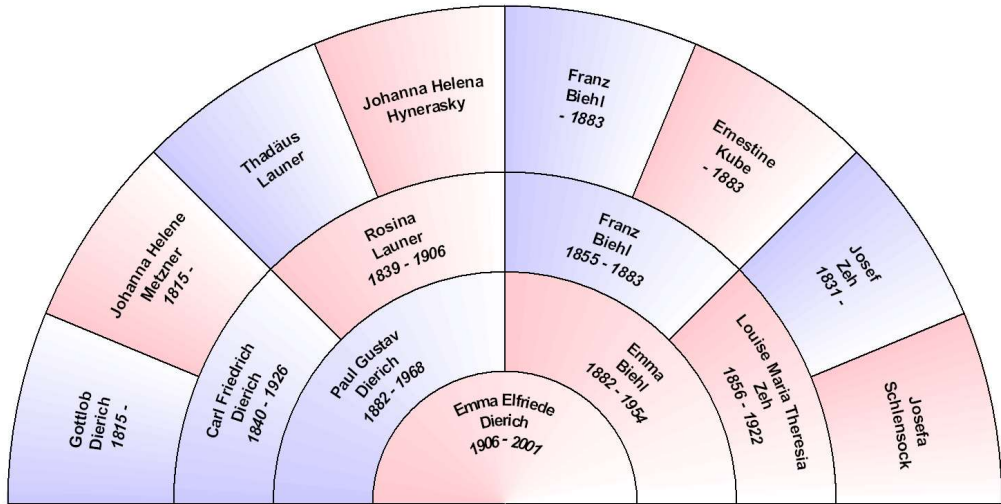 Johanna Helena
Hynerasky
Franz
Biehl
- 1883
Thadäus
Launer
Ernestine
Kube
- 1883
Johanna Helene
Metzner
1815 -
Rosina
Launer
1839 - 1906
Franz
Biehl
1855 - 1883
Josef
Zeh
1831 -
Gottlob
Dierich
1815 -
Carl Friedrich
Dierich
1840 - 1926
Paul Gustav
Dierich
1882 - 1968
Emma
Biehl
1882 - 1954
Louise Maria Theresia
Zeh
1856 - 1922
Josefa
Schlensock
Emma Elfriede
Dierich
1906 - 2001